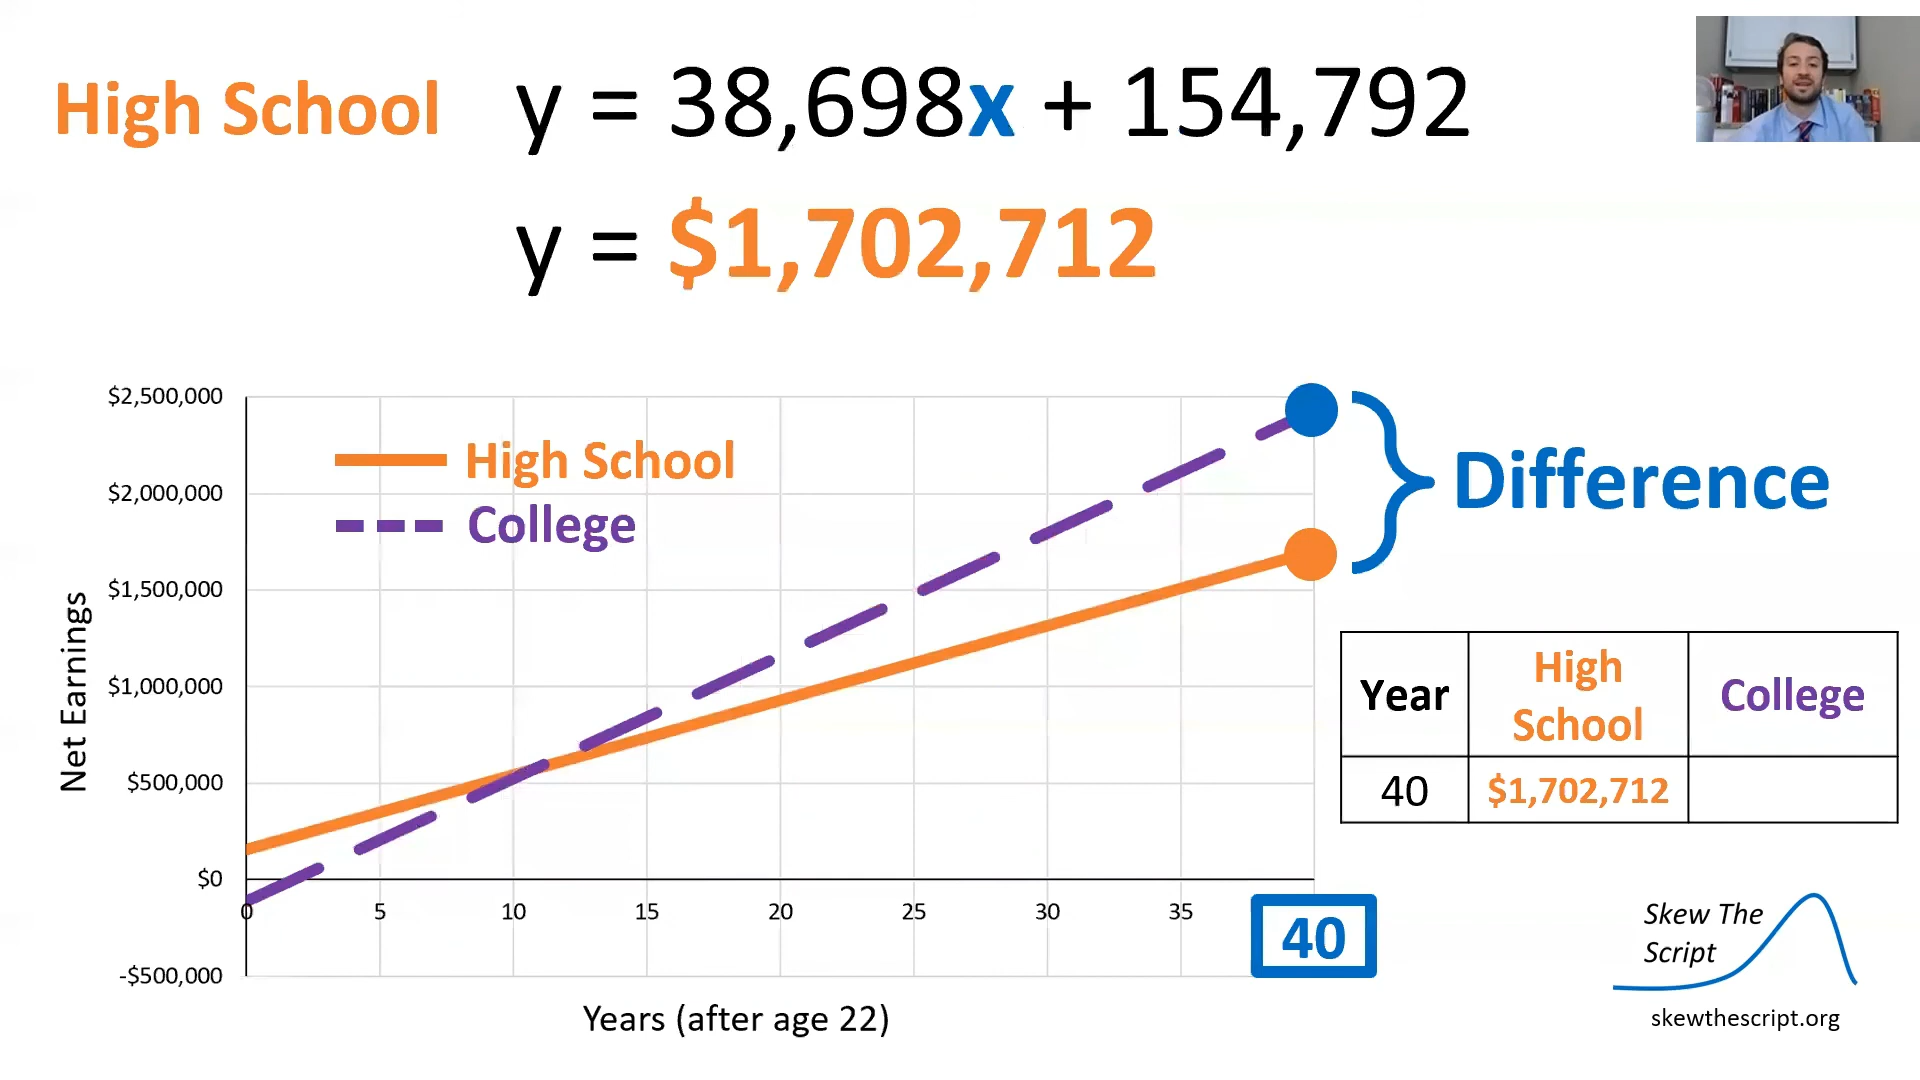 High School y = 38,698x + 154,792
y = $1,702,712
$2,500,000
$2,000,000
$1,500,000
$1,000,000
$500,000
$0
-$500,000
Net Earnings
High School
College
0 5 10 15 20 25 30 35 40
Years (after age 22)
Difference
Year High School College
40 $1,702,712
Skew The
Script
skewthescript.org